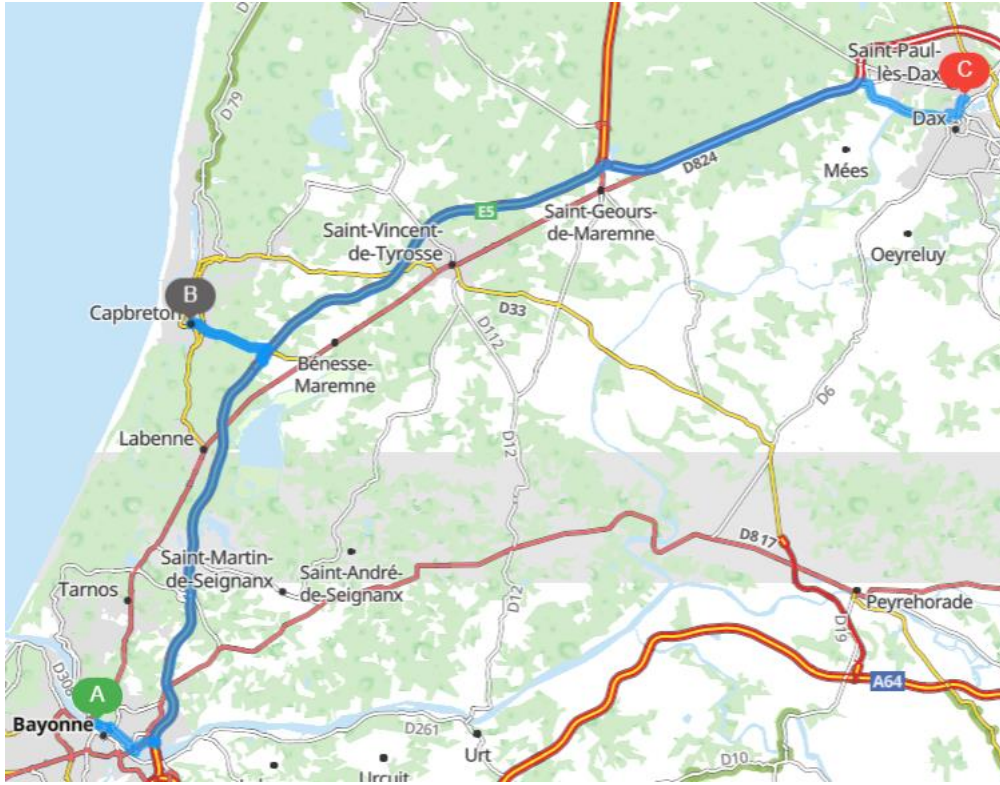 D79
Saint-Paul-
lès-Dax
C
Dax
D824
Mées
E5
Saint-Geours-
de-Maremne
Saint-Vincent-
de-Tyrosse
Oeyreluy
B
Capbreton
D33
D112
Bénesse-
Maremne
D6
Labenne
D12
D817
Saint-Martin-
de-Seignanx
Saint-André-
de-Seignanx
Tarnos
D12
Peyrehorade
D19
D308
A
A64
Bayonne
D261
Urt
D10
Urcuit